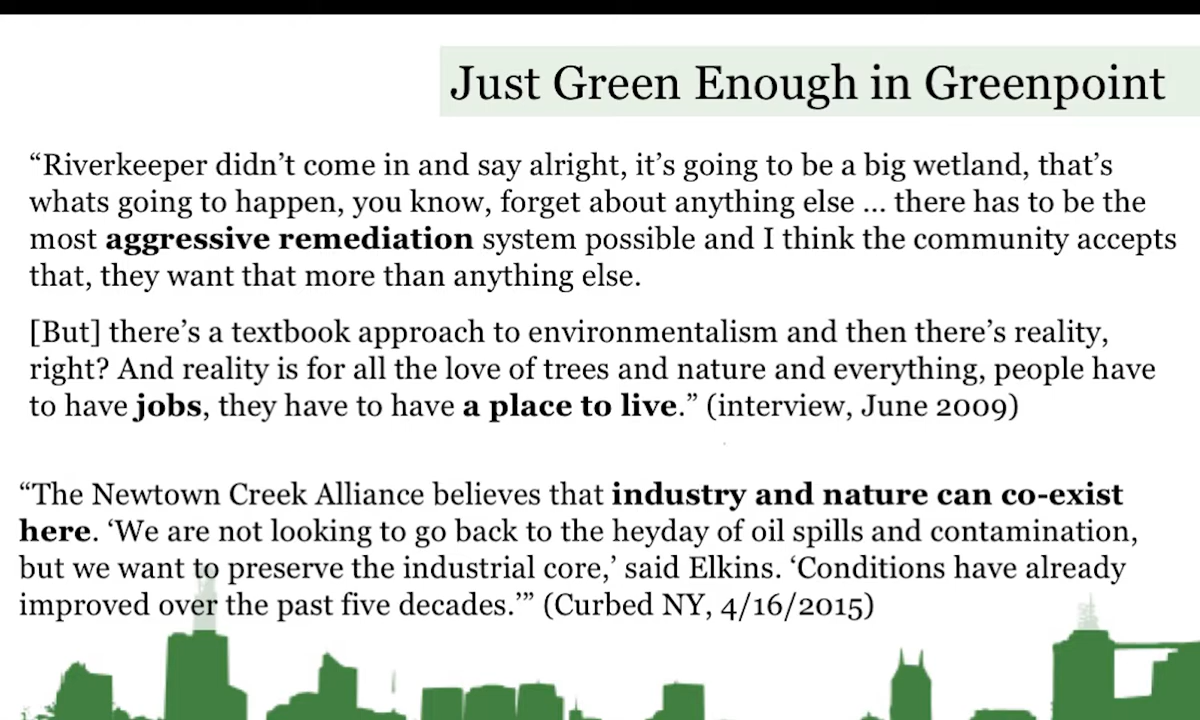 Just Green Enough in Greenpoint
“Riverkeeper didn’t come in and say alright, it’s going to be a big wetland, that’s
whats going to happen, you know, forget about anything else ... there has to be the
most aggressive remediation system possible and I think the community accepts
that, they want that more than anything else.
[But] there’s a textbook approach to environmentalism and then there’s reality,
right? And reality is for all the love of trees and nature and everything, people have
to have jobs, they have to have a place to live.” (interview, June 2009)
“The Newtown Creek Alliance believes that industry and nature can co-exist
here. ‘We are not looking to go back to the heyday of oil spills and contamination,
but we want to preserve the industrial core,’ said Elkins. ‘Conditions have already
improved over the past five decades.’” (Curbed NY, 4/16/2015)